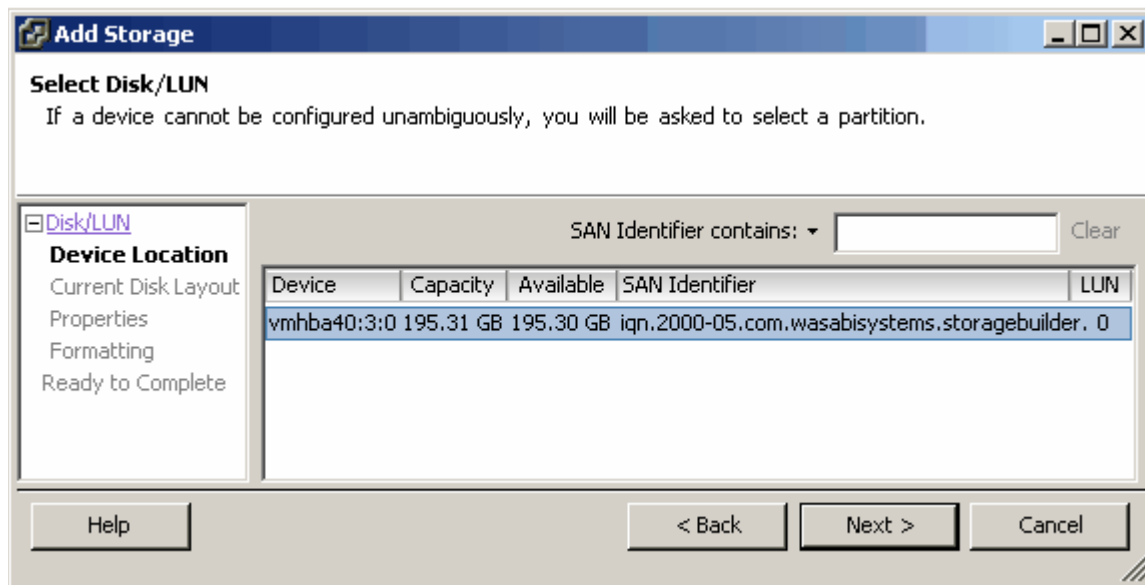 Add Storage
Select Disk/LUN
If a device cannot be configured unambiguously, you will be asked to select a partition.
Disk/LUN
Device Location
Current Disk Layout
Properties
Formatting
Ready to Complete
SAN Identifier contains: Clear
Device Capacity Available SAN Identifier LUN
vmhba40:3:0 195.31 GB 195.30 GB iqn.2000-05.com.wasabisystems.storagebuilder. 0
Help < Back Next > Cancel